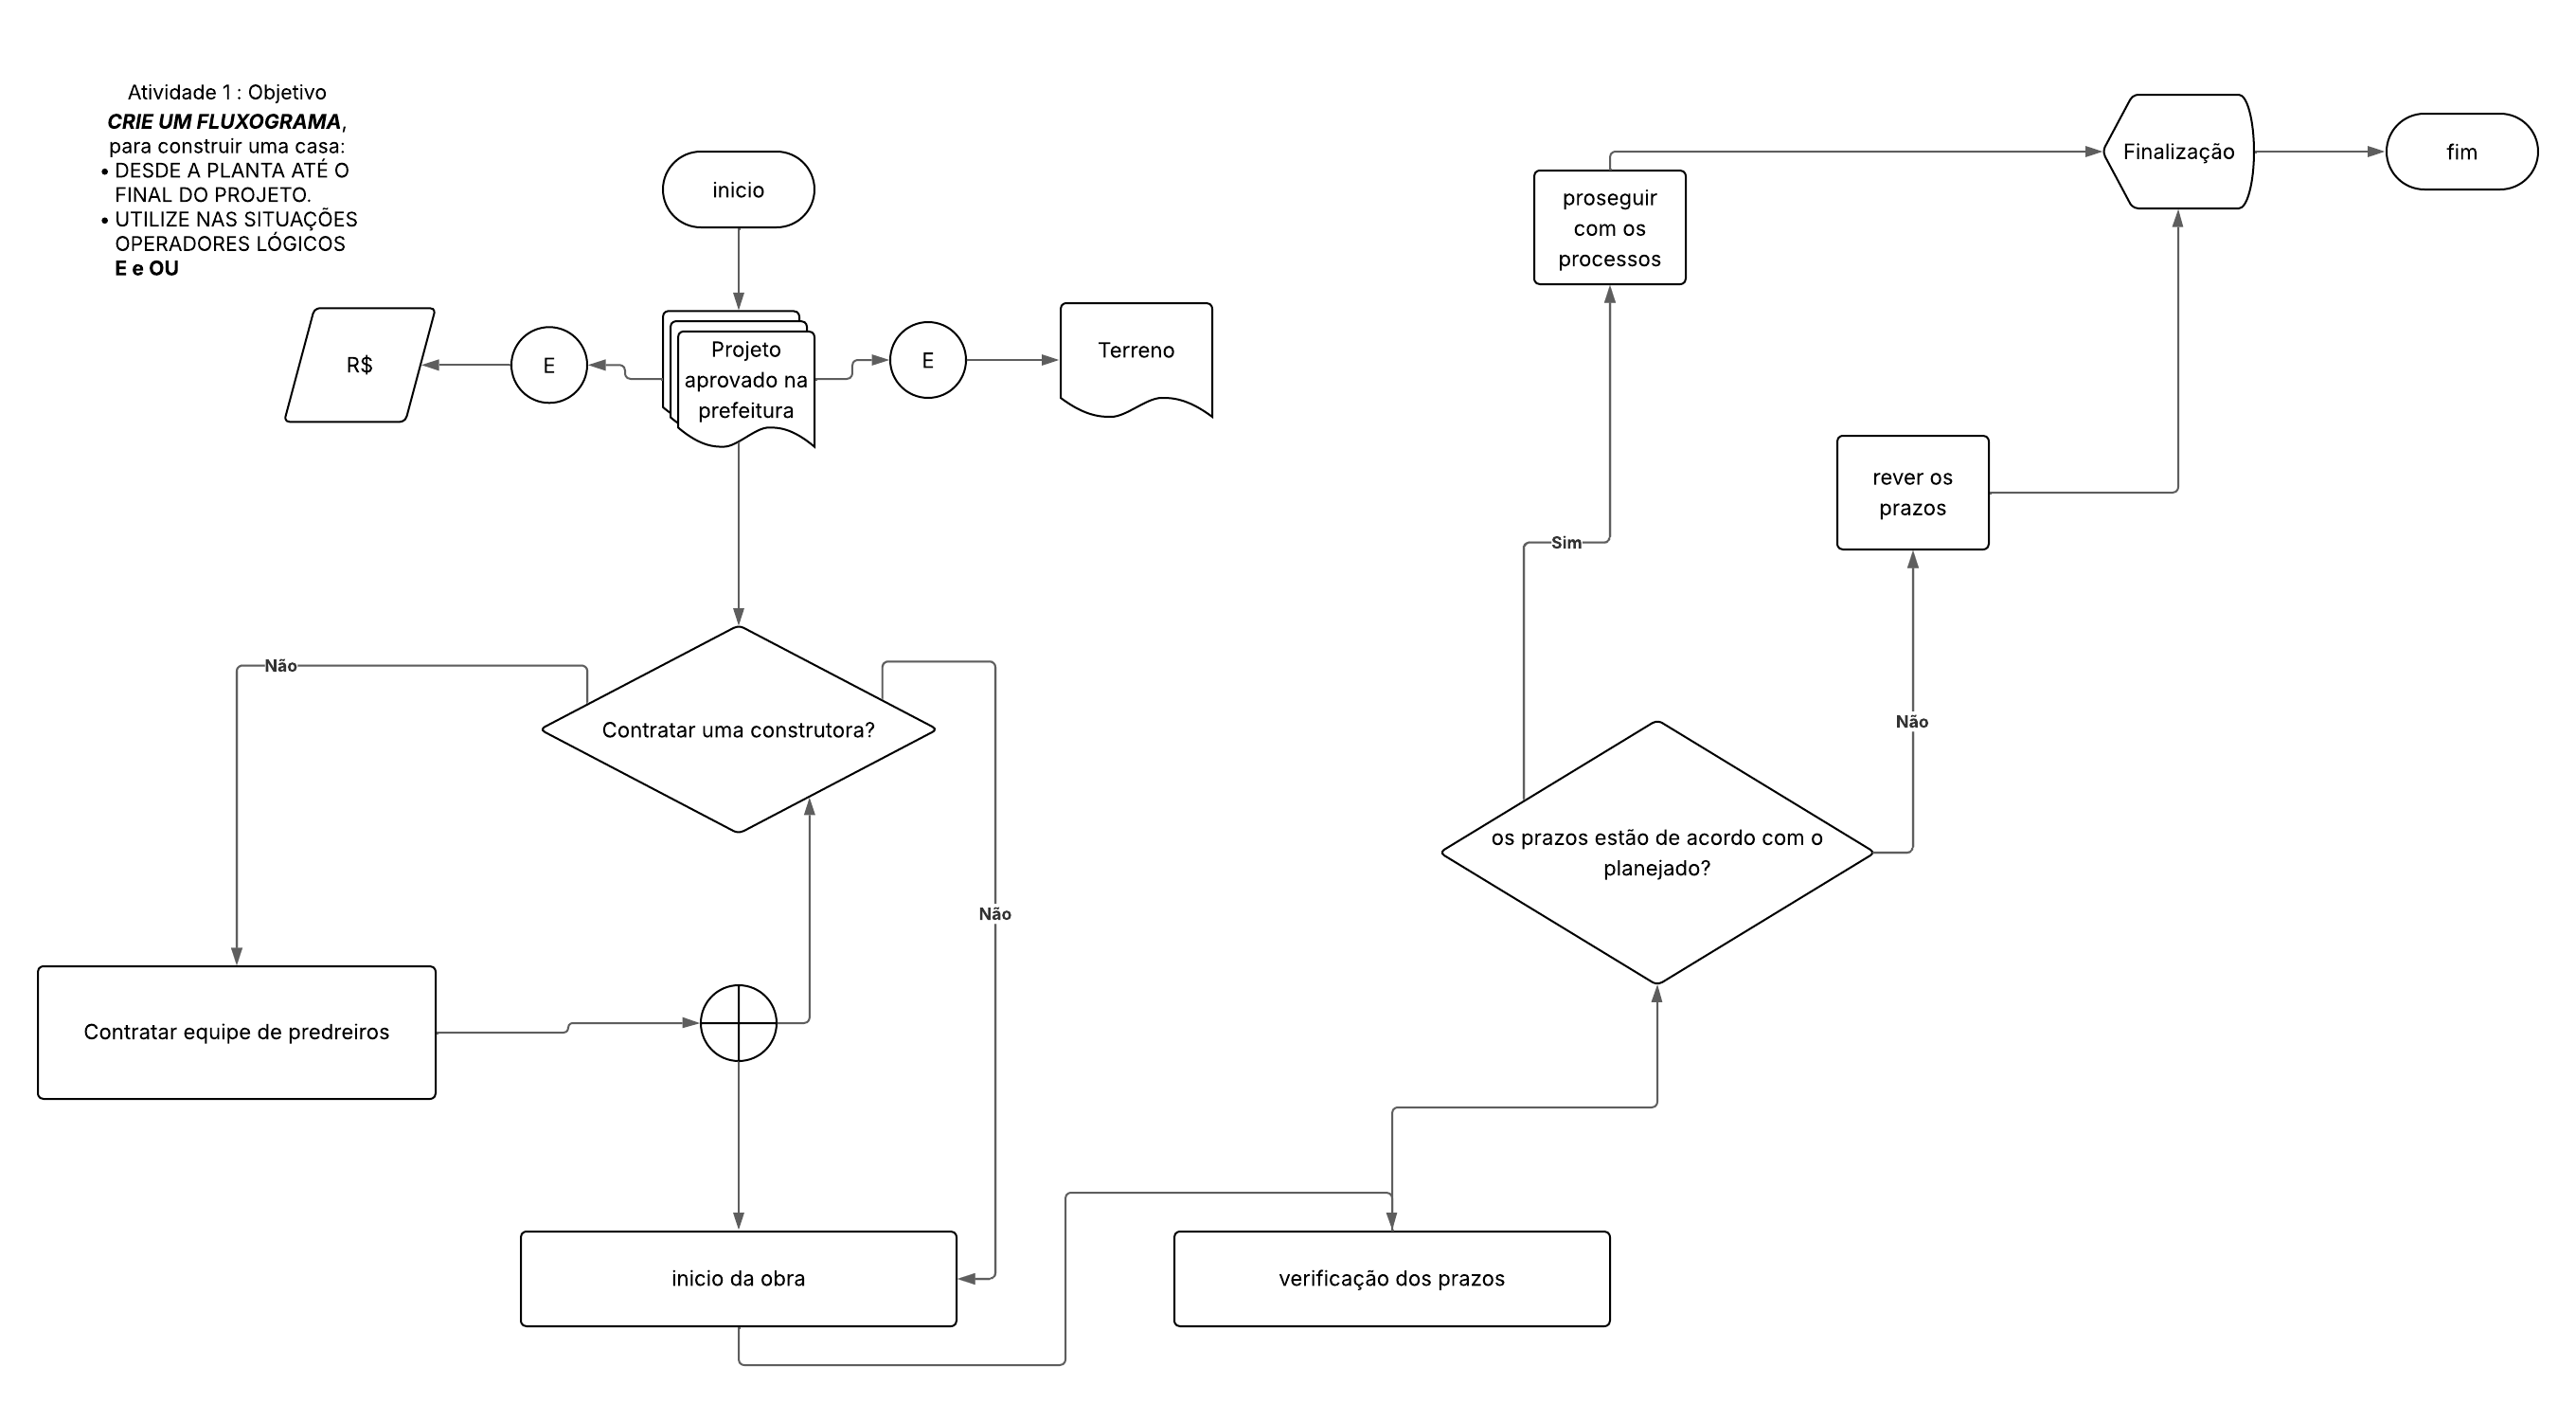 Atividade 1 : Objetivo
CRIE UM FLUXOGRAMA,
para construir uma casa:
• DESDE A PLANTA ATÉ O
FINAL DO PROJETO.
• UTILIZE NAS SITUAÇÕES
OPERADORES LÓGICOS
E e OU
inicio
R$
E
Projeto
aprovado na
prefeitura
E
Terreno
Não
Contratar uma construtora?
Não
Contratar equipe de predreiros
inicio da obra
verificação dos prazos
os prazos estão de acordo com o
planejado?
Sim
Não
proseguir
com os
processos
rever os
prazos
Finalização
fim